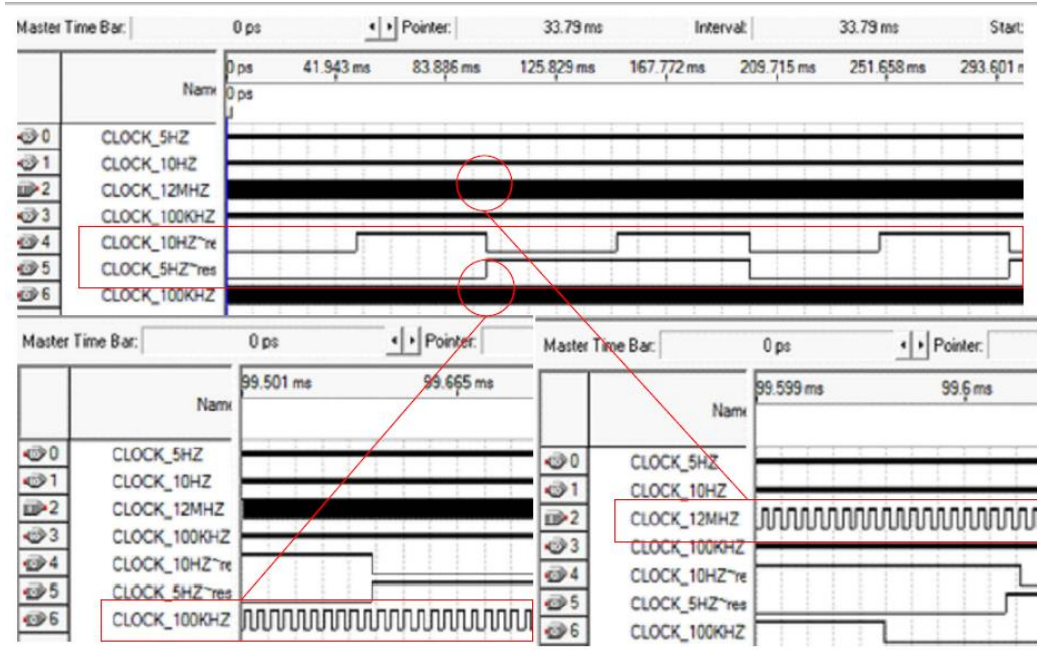 Master Time Bar: 0 ps Pointer: 33.79 ms Interval: 33.79 ms Start:
0 ps 41.943 ms 83.886 ms 125.829 ms 167.772 ms 209.715 ms 251.658 ms 293.601 m
Name 0 ps
0 CLOCK_5HZ
1 CLOCK_10HZ
2 CLOCK_12MHZ
3 CLOCK_100KHZ
4 CLOCK_10HZ~re
5 CLOCK_5HZ~res
6 CLOCK_100KHZ
Master Time Bar: 0 ps Pointer:
99.501 ms 99.665 ms
Name
0 CLOCK_5HZ
1 CLOCK_10HZ
2 CLOCK_12MHZ
3 CLOCK_100KHZ
4 CLOCK_10HZ~re
5 CLOCK_5HZ~res
6 CLOCK_100KHZ
Master Time Bar: 0 ps Pointer:
99.599 ms 99.6 ms
Name
0 CLOCK_5HZ
1 CLOCK_10HZ
2 CLOCK_12MHZ
3 CLOCK_100KHZ
4 CLOCK_10HZ~re
5 CLOCK_5HZ~res
6 CLOCK_100KHZ